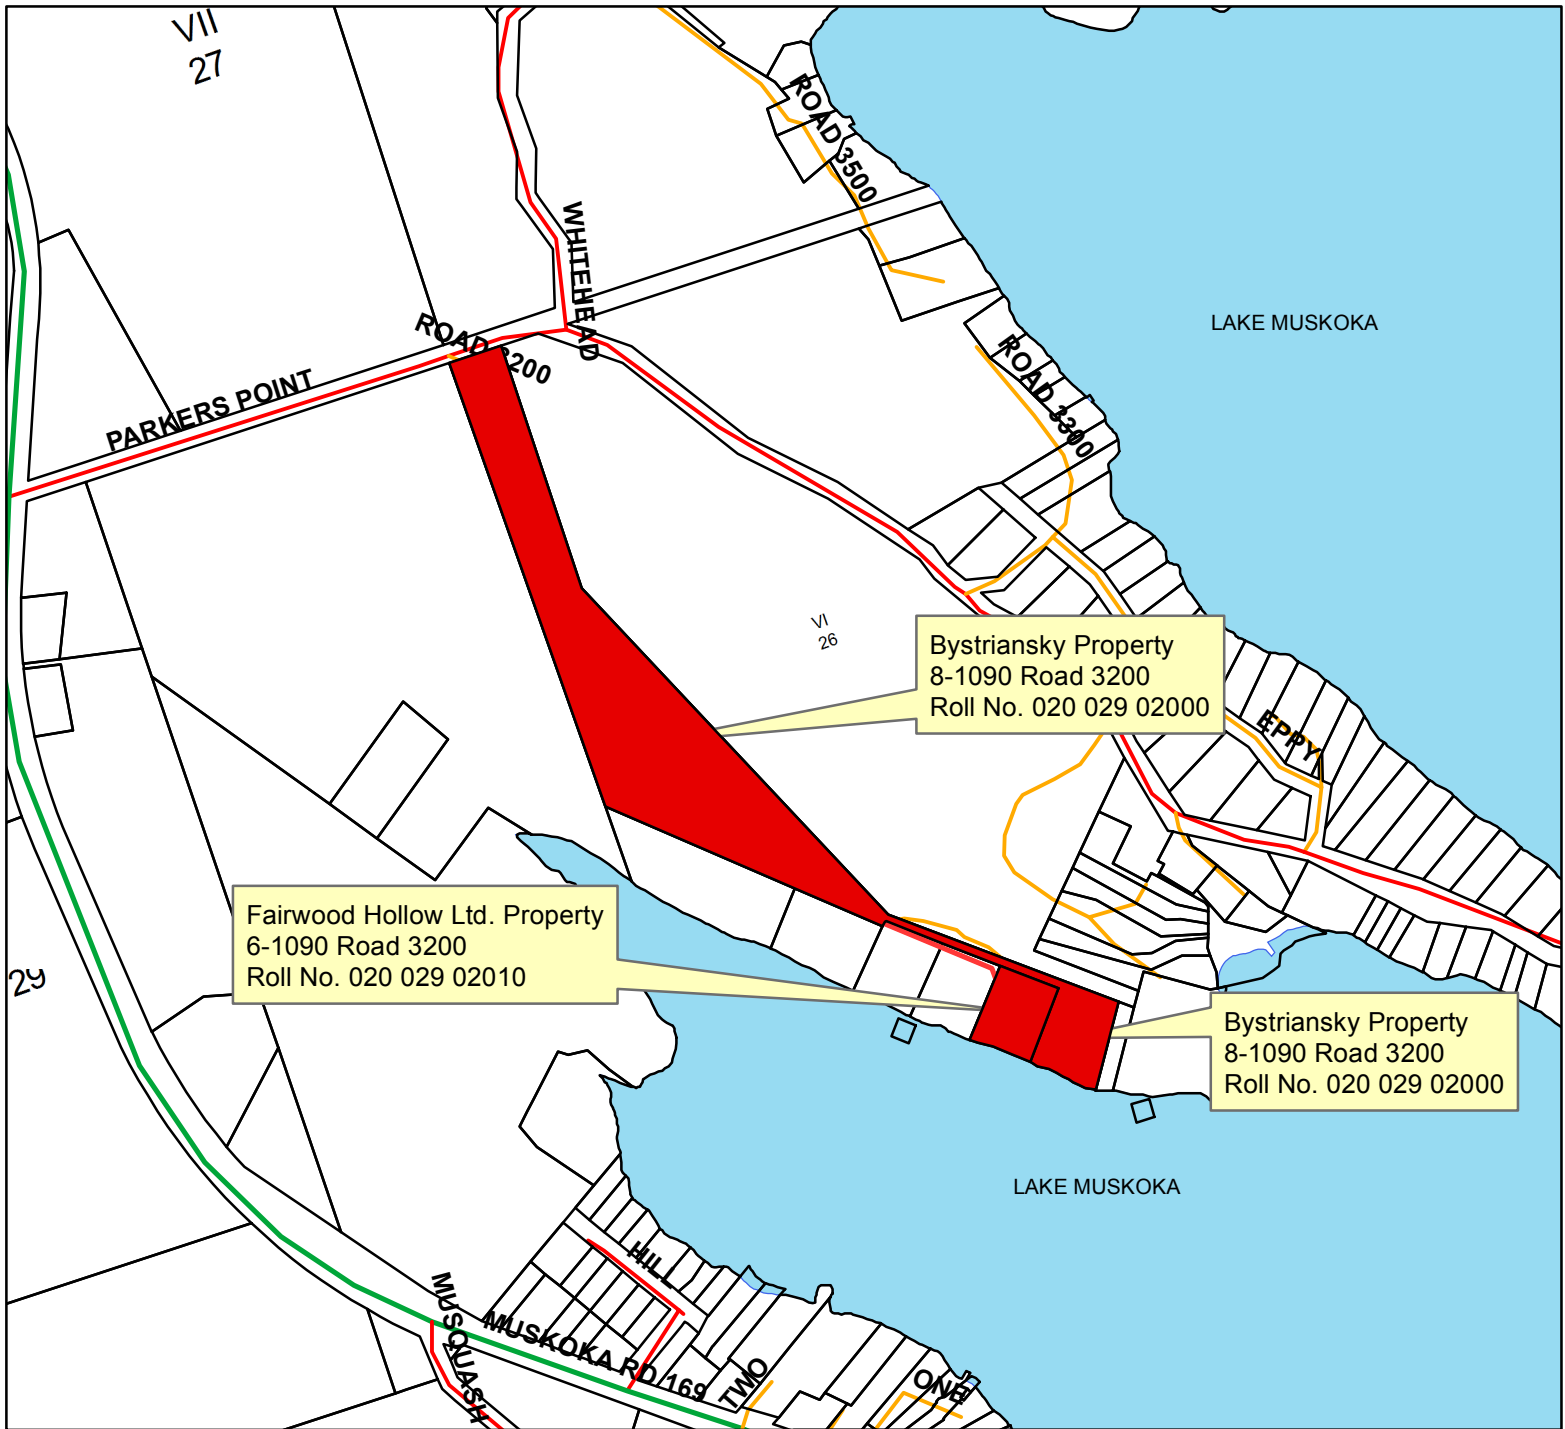 VII
27
ROAD 3500
WHITEHEAD
LAKE MUSKOKA
ROAD 3200
ROAD 3300
PARKERS POINT
VI
26
Bystriansky Property
8-1090 Road 3200
Roll No. 020 029 02000
EPPY
Fairwood Hollow Ltd. Property
6-1090 Road 3200
Roll No. 020 029 02010
29
Bystriansky Property
8-1090 Road 3200
Roll No. 020 029 02000
LAKE MUSKOKA
HILL
MUSQUASH
MUSKOKA RD 169
TWO
ONE